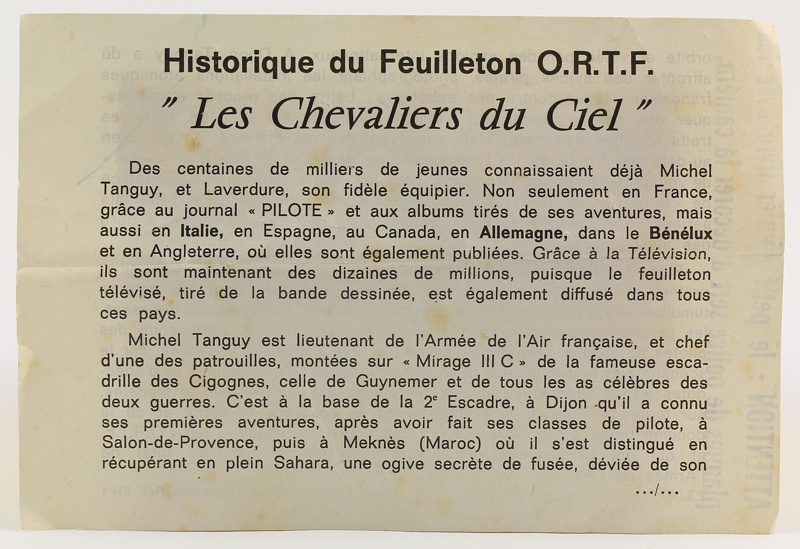 Historique du Feuilleton O.R.T.F.
" Les Chevaliers du Ciel "
Des centaines de milliers de jeunes connaissaient déjà Michel
Tanguy, et Laverdure, son fidèle équipier. Non seulement en France,
grâce au journal « PILOTE » et aux albums tirés de ses aventures, mais
aussi en Italie, en Espagne, au Canada, en Allemagne, dans le Bénélux
et en Angleterre, où elles sont également publiées. Grâce à la Télévision,
ils sont maintenant des dizaines de millions, puisque le feuilleton
télévisé, tiré de la bande dessinée, est également diffusé dans tous
ces pays.
Michel Tanguy est lieutenant de l'Armée de l'Air française, et chef
d'une des patrouilles, montées sur « Mirage III C » de la fameuse esca-
drille des Cigognes, celle de Guynemer et de tous les as célèbres des
deux guerres. C'est à la base de la 2e Escadre, à Dijon qu'il a connu
ses premières aventures, après avoir fait ses classes de pilote, à
Salon-de-Provence, puis à Meknès (Maroc) où il s'est distingué en
récupérant en plein Sahara, une ogive secrète de fusée, déviée de son
.../...